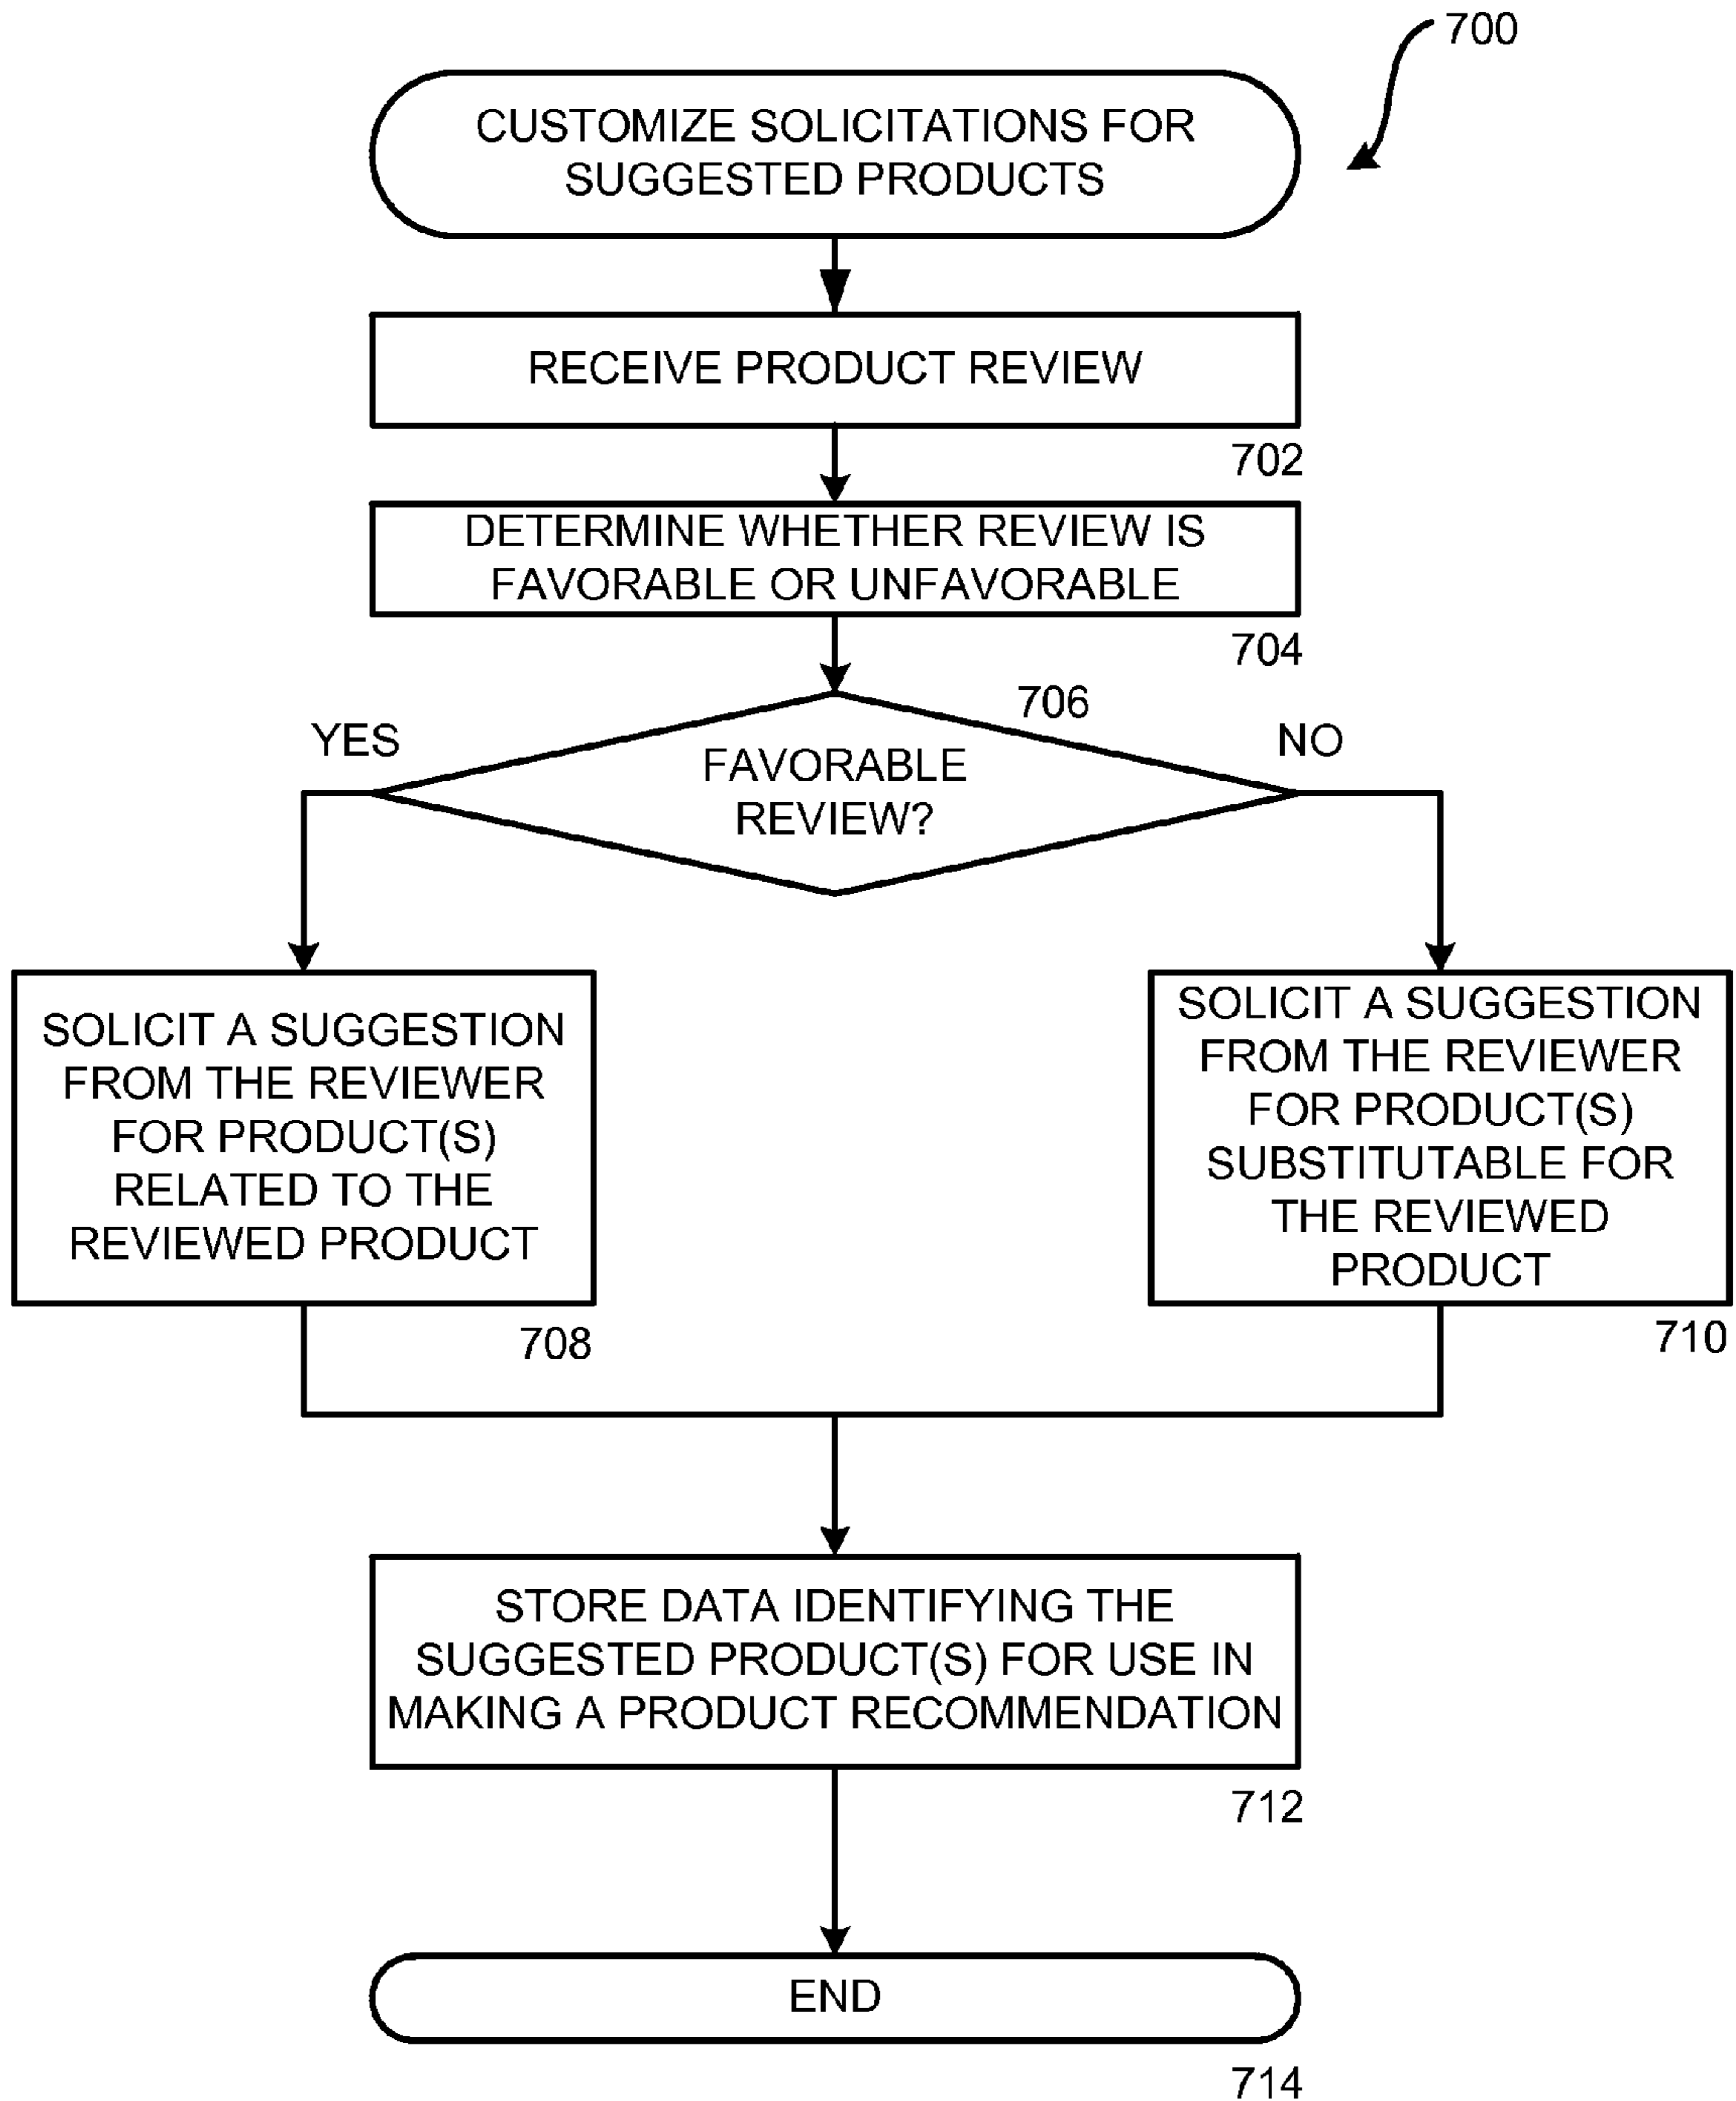 700
CUSTOMIZE SOLICITATIONS FOR
SUGGESTED PRODUCTS
RECEIVE PRODUCT REVIEW
702
DETERMINE WHETHER REVIEW IS
FAVORABLE OR UNFAVORABLE
704
706
YES
NO
FAVORABLE
REVIEW?
SOLICIT A SUGGESTION
FROM THE REVIEWER
FOR PRODUCT(S)
RELATED TO THE
REVIEWED PRODUCT
708
SOLICIT A SUGGESTION
FROM THE REVIEWER
FOR PRODUCT(S)
SUBSTITUTABLE FOR
THE REVIEWED
PRODUCT
710
STORE DATA IDENTIFYING THE
SUGGESTED PRODUCT(S) FOR USE IN
MAKING A PRODUCT RECOMMENDATION
712
END
714